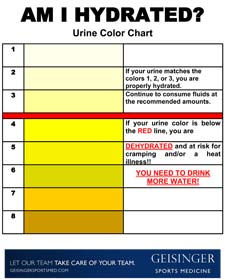 AM I HYDRATED?
Urine Color Chart
1
2
If your urine matches the
colors 1, 2, or 3, you are
properly hydrated.
3
Continue to consume fluids at
the recommended amounts.
4
If your urine color is below
the RED line, you are
5
DEHYDRATED and at risk for
cramping and/or a heat
illness!!
6
YOU NEED TO DRINK
MORE WATER!
7
8
LET OUR TEAM TAKE CARE OF YOUR TEAM.
GEISINGERSPORTSMED.COM
GEISINGER
SPORTS MEDICINE